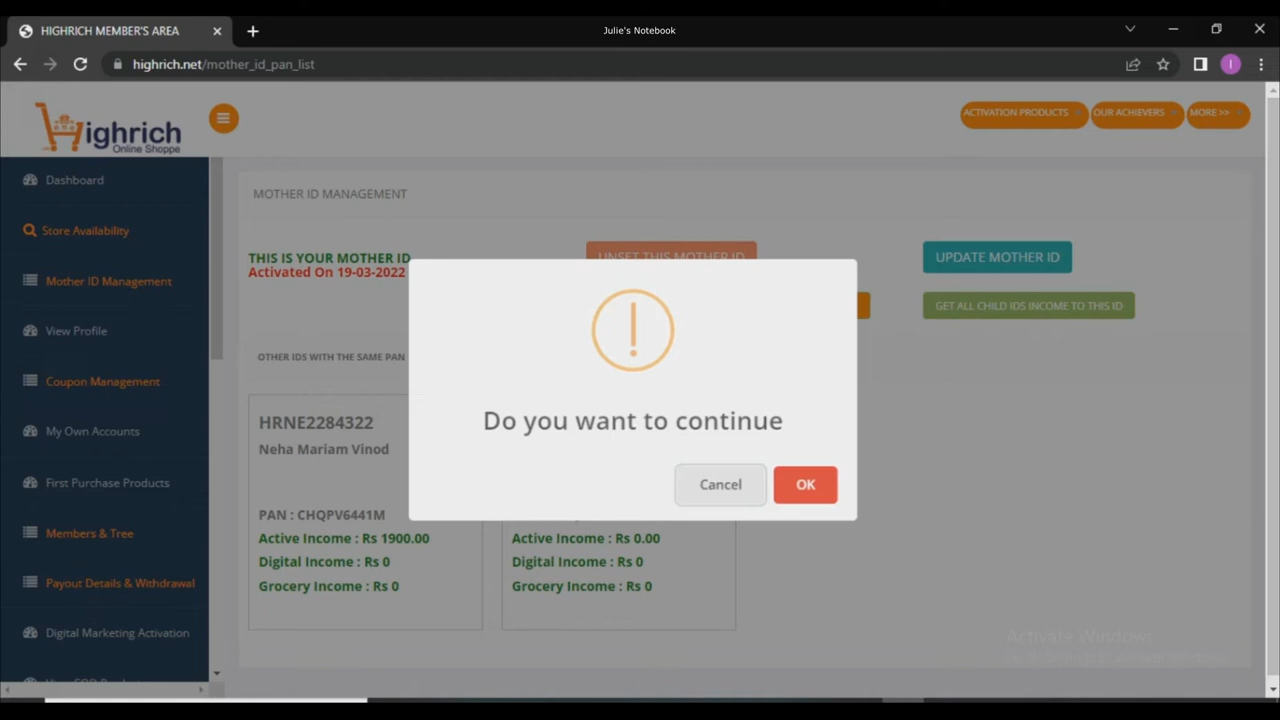 HIGHRICH MEMBER'S AREA
Julie's Notebook
highrich.net/mother_id_pan_list
I
Highrich
Online Shoppe
ACTIVATION PRODUCTS
OUR ACHIEVERS
MORE >>
Dashboard
Store Availability
Mother ID Management
View Profile
Coupon Management
My Own Accounts
First Purchase Products
Members & Tree
Payout Details & Withdrawal
Digital Marketing Activation
MOTHER ID MANAGEMENT
THIS IS YOUR MOTHER ID
Activated On 19-03-2022
UNSET THIS MOTHER ID
UPDATE MOTHER ID
GET ALL CHILD IDS INCOME TO THIS ID
OTHER IDS WITH THE SAME PAN
HRNE2284322
Neha Mariam Vinod
PAN : CHQPV6441M
Active Income : Rs 1900.00
Digital Income : Rs 0
Grocery Income : Rs 0
Active Income : Rs 0.00
Digital Income : Rs 0
Grocery Income : Rs 0
Do you want to continue
Cancel
OK
Activate Windows